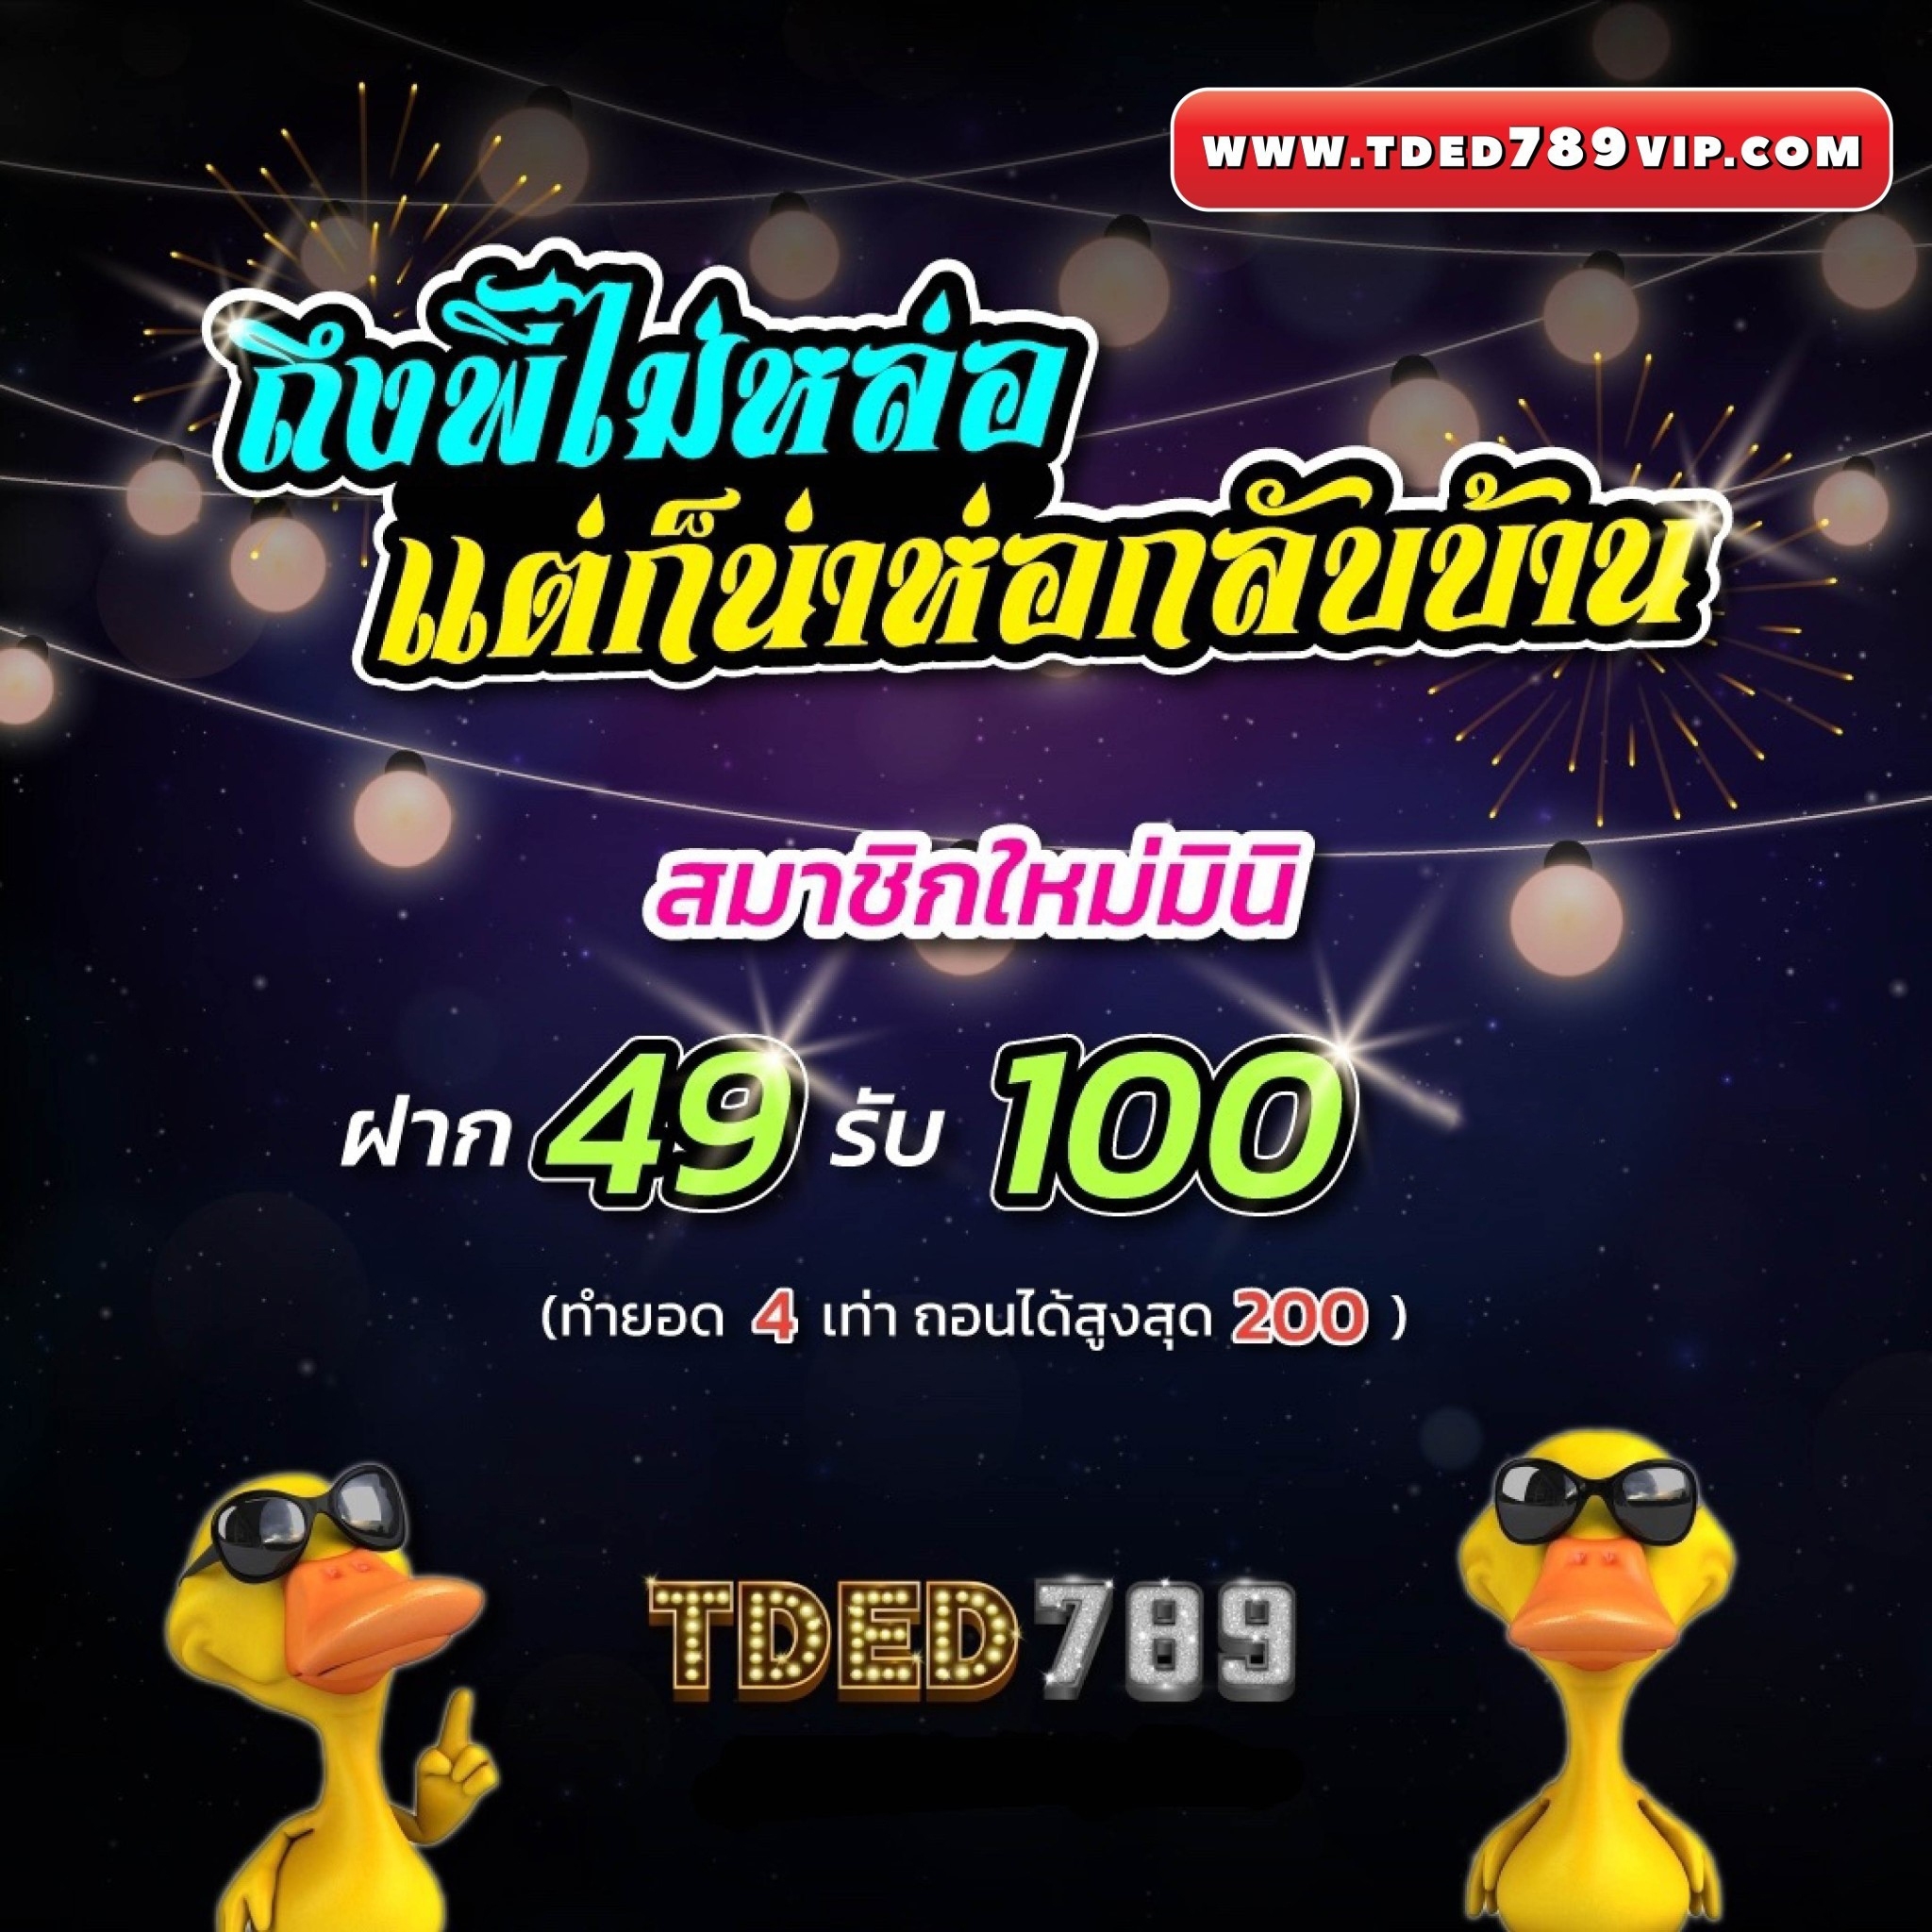 www.TDED789VIP.COM
ถึงพี่ไม่หล่อ
แต่ก็น่าห่อกลับบ้าน
สมาชิกใหม่มินิ
ฝาก 49 รับ 100
(ทำยอด 4 เท่า ถอนได้สูงสุด 200 )
TDED789